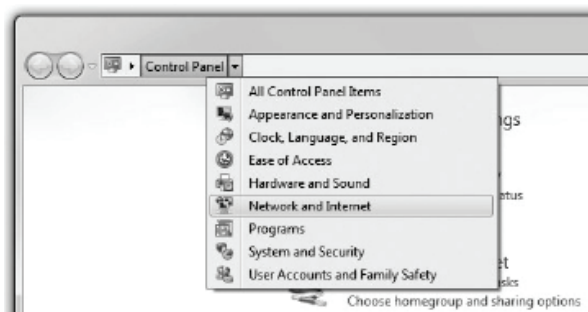 Control Panel
All Control Panel Items
Appearance and Personalization
Clock, Language, and Region
Ease of Access
Hardware and Sound
Network and Internet
Programs
System and Security
User Accounts and Family Safety
Choose homegroup and sharing options